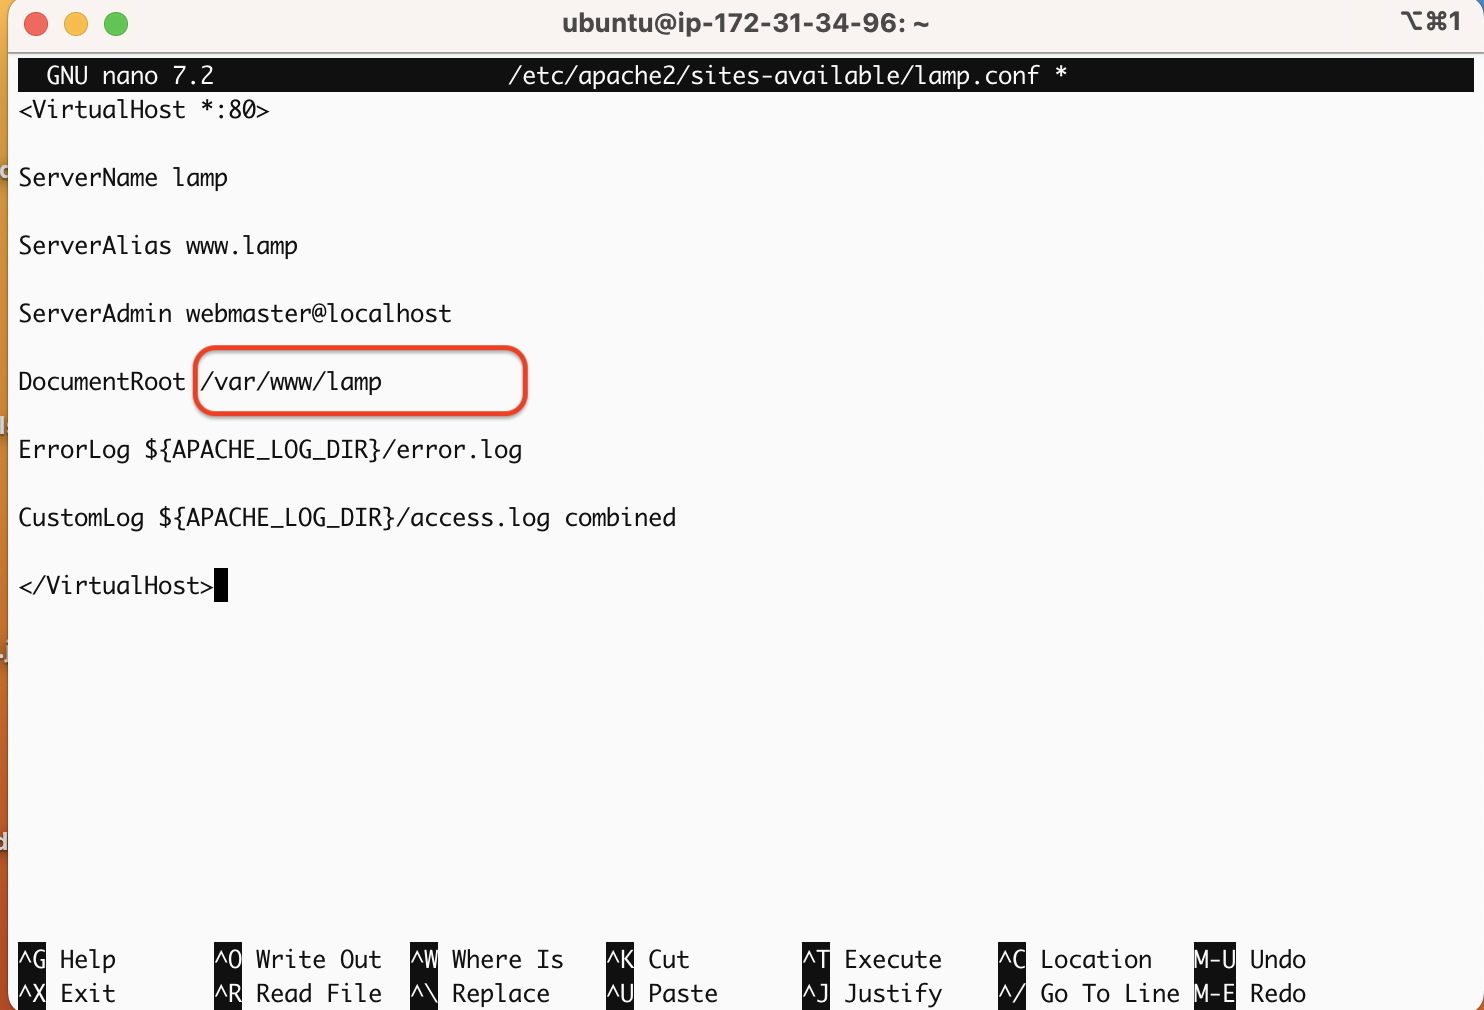 ubuntu@ip-172-31-34-96: ~
⌥⌘1
GNU nano 7.2 /etc/apache2/sites-available/lamp.conf *
<VirtualHost *:80>
ServerName lamp
ServerAlias www.lamp
ServerAdmin webmaster@localhost
DocumentRoot /var/www/lamp
ErrorLog ${APACHE_LOG_DIR}/error.log
CustomLog ${APACHE_LOG_DIR}/access.log combined
</VirtualHost>
^G Help ^O Write Out ^W Where Is ^K Cut ^T Execute ^C Location M-U Undo
^X Exit ^R Read File ^\ Replace ^U Paste ^J Justify ^/ Go To Line M-E Redo